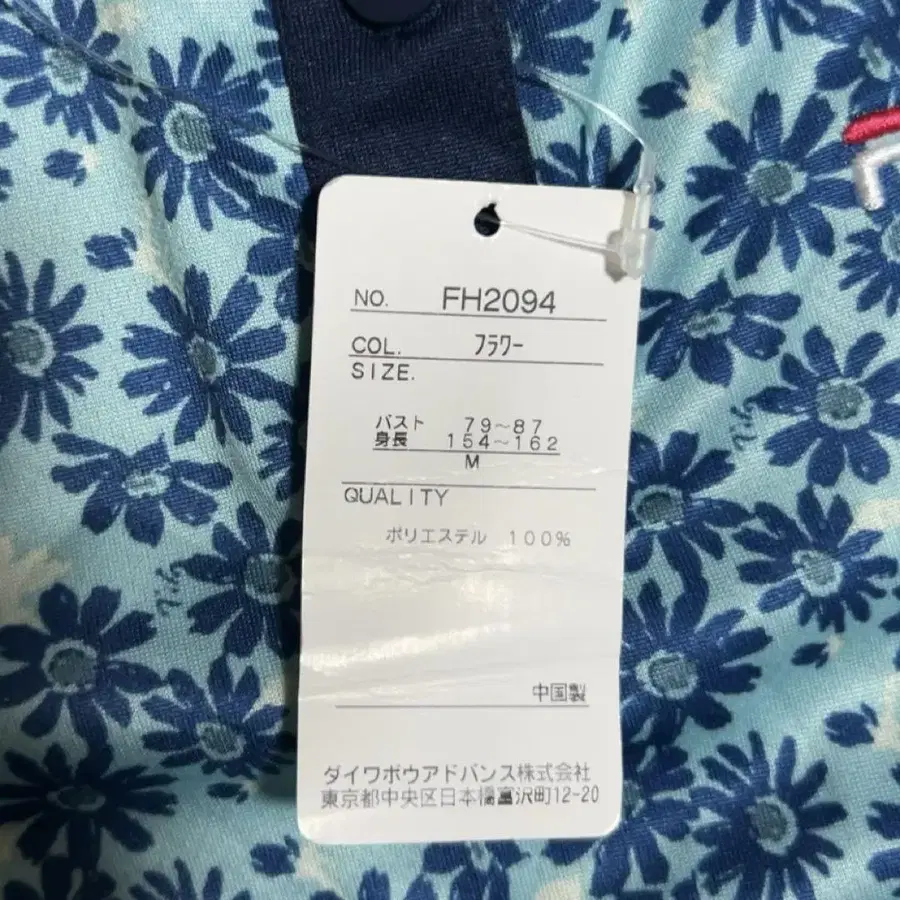 NO. FH2094
COL. フラワー
SIZE.
バスト 79~87
身長 154~162
M
QUALITY
ポリエステル 100%
中国製
ダイワボウアドバンス株式会社
東京都中央区日本橋富沢町12-20